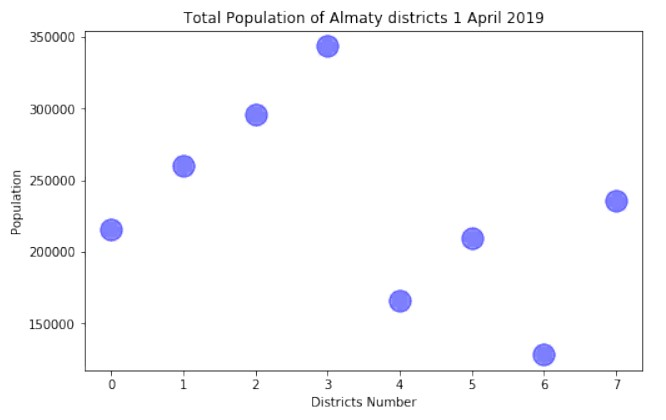 Total Population of Almaty districts 1 April 2019
350000
300000
250000
200000
150000
Population
0 1 2 3 4 5 6 7
Districts Number